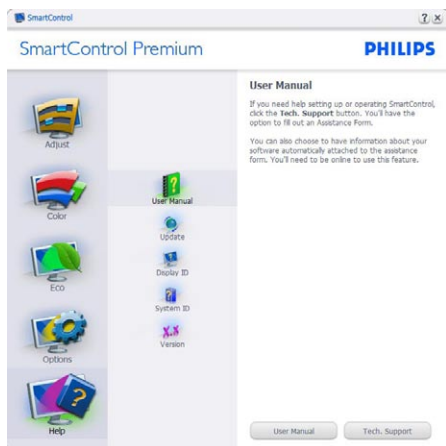 SmartControl
SmartControl Premium
PHILIPS
Adjust
Color
Eco
Options
Help
User Manual
Update
Display ID
System ID
X.X
Version
User Manual
If you need help setting up or operating SmartControl,
click the Tech. Support button. You'll have the
option to fill out an Assistance Form.
You can also choose to have information about your
software automatically attached to the assistance
form. You'll need to be online to use this feature.
User Manual
Tech. Support